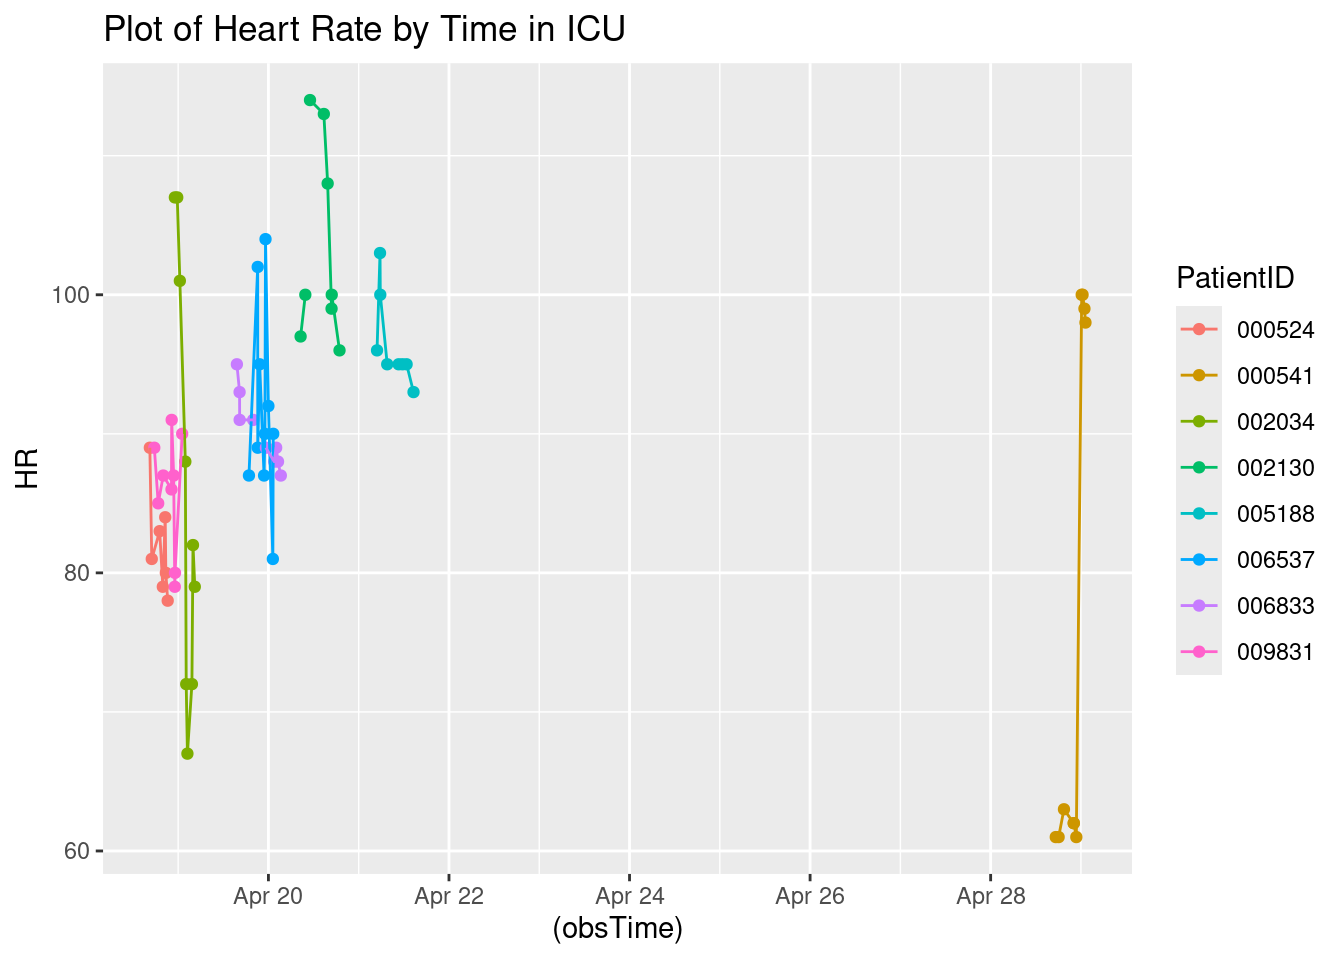 Plot of Heart Rate by Time in ICU
HR
100
80
60
Apr 20
Apr 22
Apr 24
Apr 26
Apr 28
(obsTime)
PatientID
000524
000541
002034
002130
005188
006537
006833
009831